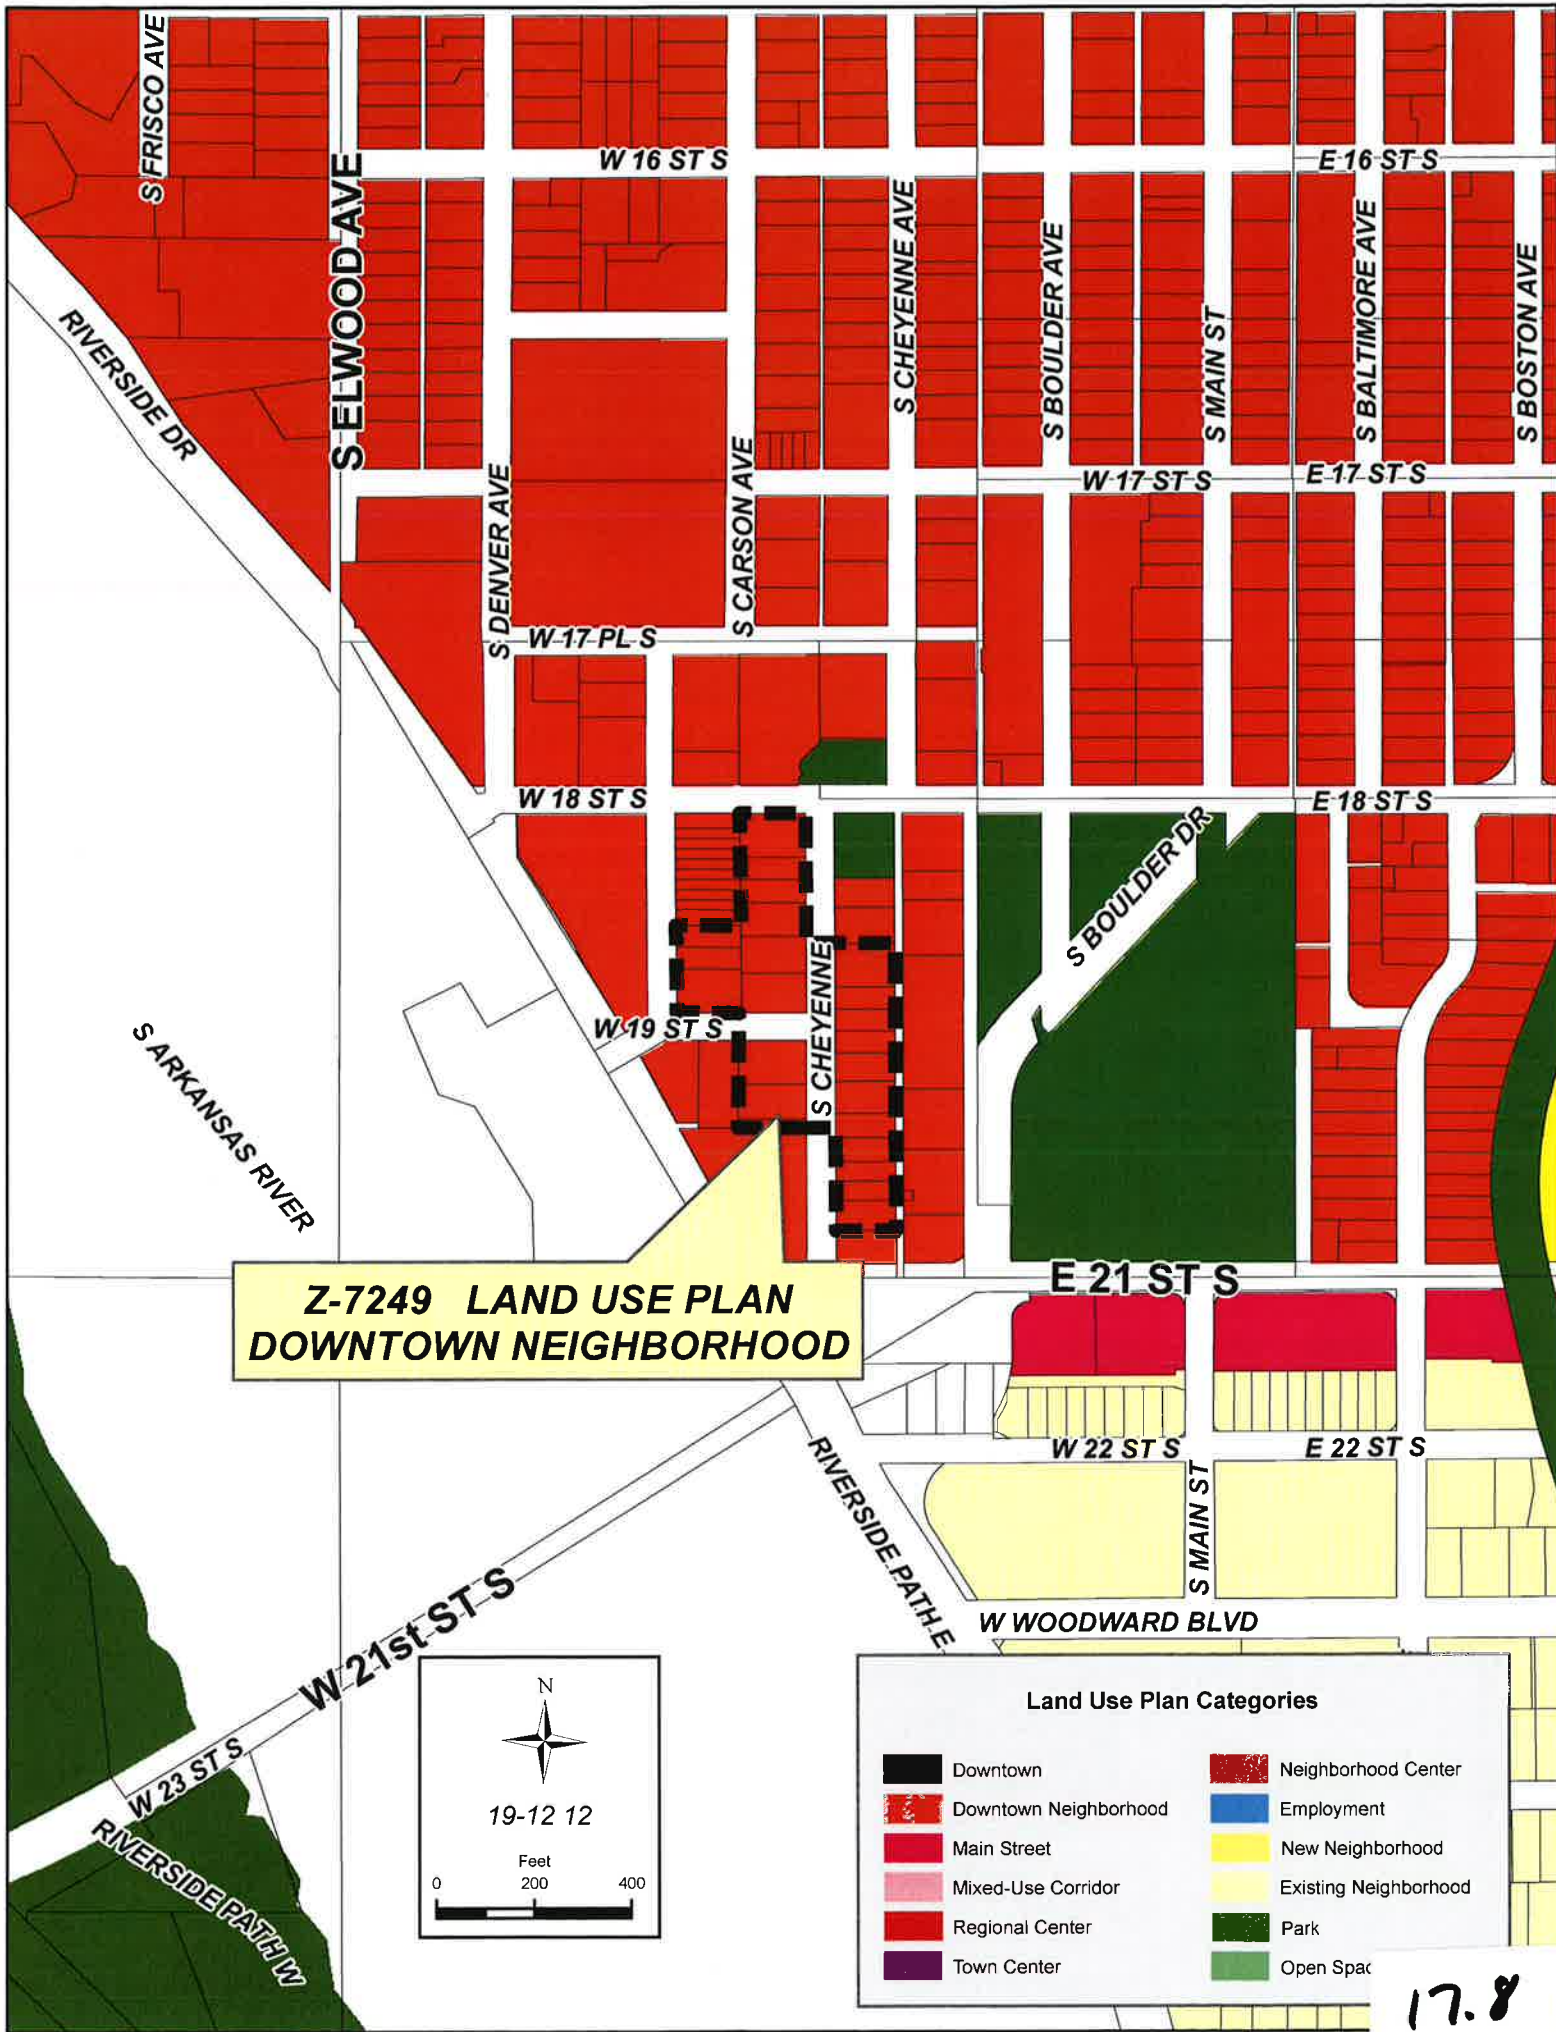 S FRISCO AVE
S ELWOOD AVE
W 16 ST S
E 16 ST S
S CHEYENNE AVE
S BOULDER AVE
S MAIN ST
S BALTIMORE AVE
S BOSTON AVE
RIVERSIDE DR
S DENVER AVE
S CARSON AVE
W 17 ST S
E 17 ST S
W 17 PL S
W 18 ST S
E 18 ST S
S BOULDER DR
S CHEYENNE
W 19 ST S
S ARKANSAS RIVER
E 21 ST S
Z-7249 LAND USE PLAN
DOWNTOWN NEIGHBORHOOD
W 22 ST S
E 22 ST S
S MAIN ST
RIVERSIDE PATH E
W WOODWARD BLVD
W 21st ST S
W 23 ST S
RIVERSIDE PATH W
N
19-12 12
Feet
0 200 400
Land Use Plan Categories
Downtown
Downtown Neighborhood
Main Street
Mixed-Use Corridor
Regional Center
Town Center
Neighborhood Center
Employment
New Neighborhood
Existing Neighborhood
Park
Open Spac
17.8